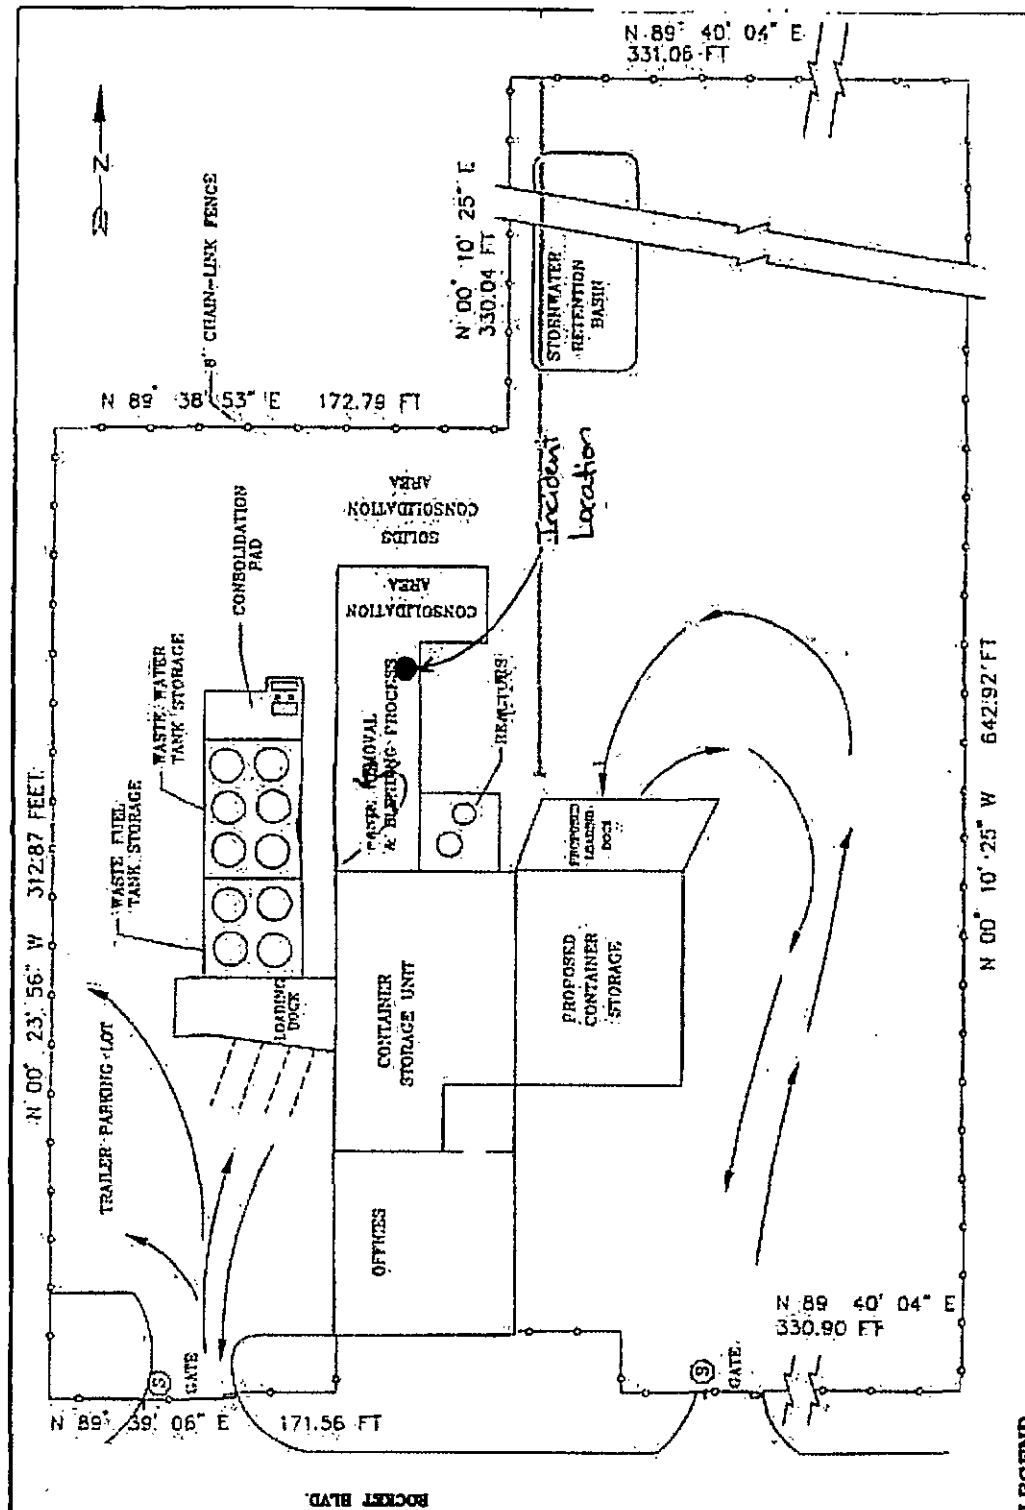 N 89° 40' 04" E
331.06 FT
N
8' CHAIN-LINK FENCE
N 00° 10' 25" E
330.04 FT
STORMWATER
RETENTION
BASIN
N 89° 38' 53" E 172.79 FT
Incident
Location
SOLIDS
CONSOLIDATION
AREA
CONSOLIDATION
AREA
CONSOLIDATION
PAD
WASTE WATER
TANK STORAGE
WASTE FUEL
TANK STORAGE
N 00° 23' 56" W 312.87 FEET
REMOVAL
& BLENDING PROCESS
REACTORS
PROPOSED
LOADING
DOCK
N 00° 10' 25" W 642.92 FT
LOADING
DOCK
CONTAINER
STORAGE UNIT
PROPOSED
CONTAINER
STORAGE
TRAILER PARKING LOT
OFFICES
N 89 40' 04" E
330.90 FT
S
GATE
S
GATE
N 89° 39' 06" E 171.56 FT
ROCKET BLVD.
LEGEND